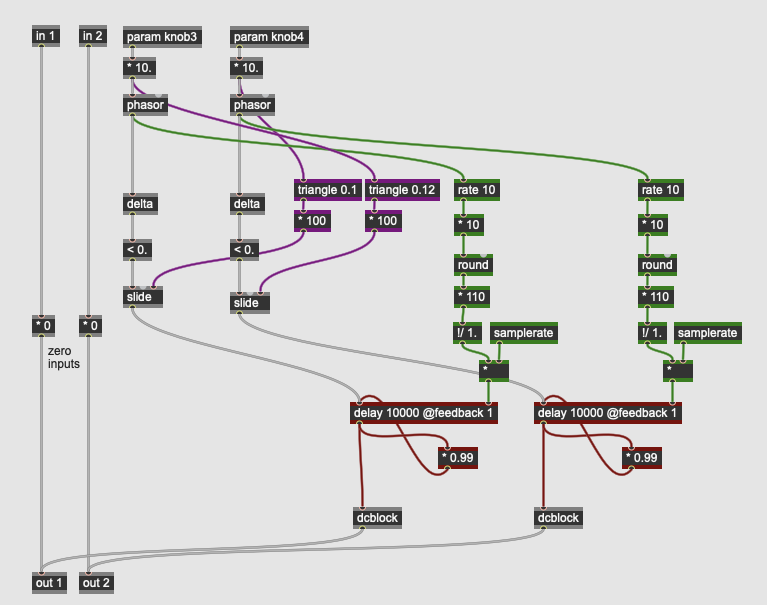 in 1
in 2
param knob3
param knob4
* 10.
* 10.
phasor
phasor
triangle 0.1
triangle 0.12
rate 10
rate 10
delta
delta
* 100
* 100
* 10
* 10
< 0.
< 0.
round
round
slide
slide
* 110
* 110
* 0
* 0
!/ 1.
samplerate
!/ 1.
samplerate
zero
inputs
*
*
delay 10000 @feedback 1
delay 10000 @feedback 1
* 0.99
* 0.99
dcblock
dcblock
out 1
out 2